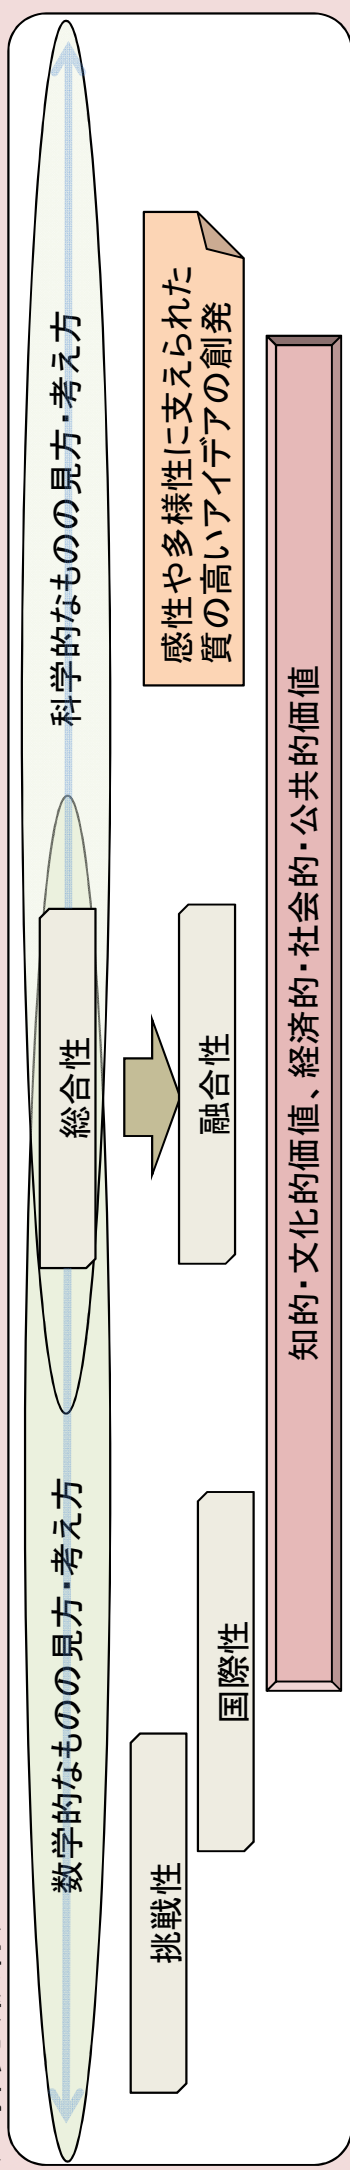 数学的なものの見方・考え方
科学的なものの見方・考え方
総合性
挑戦性
融合性
感性や多様性に支えられた
質の高いアイデアの創発
国際性
知的・文化的価値、経済的・社会的・公共的価値